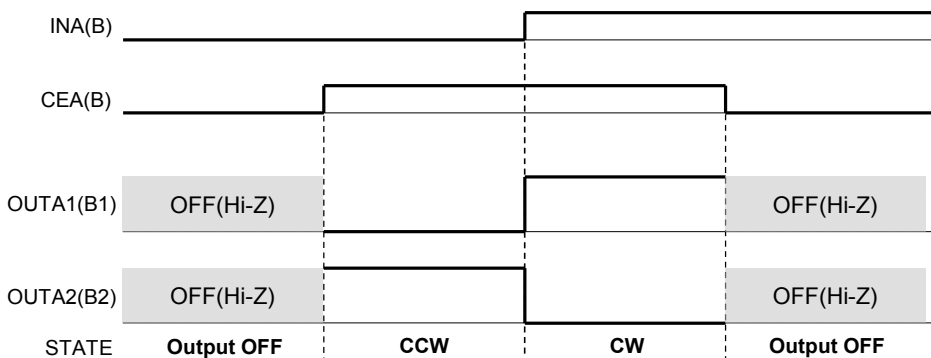 INA(B)
CEA(B)
OUTA1(B1) OFF(Hi-Z) OFF(Hi-Z)
OUTA2(B2) OFF(Hi-Z) OFF(Hi-Z)
STATE Output OFF CCW CW Output OFF